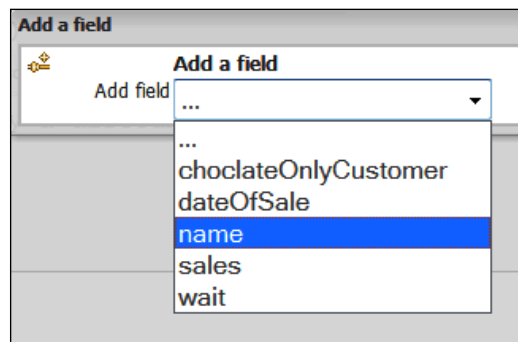 Add a field
Add a field
Add field
...
...
choclateOnlyCustomer
dateOfSale
name
sales
wait